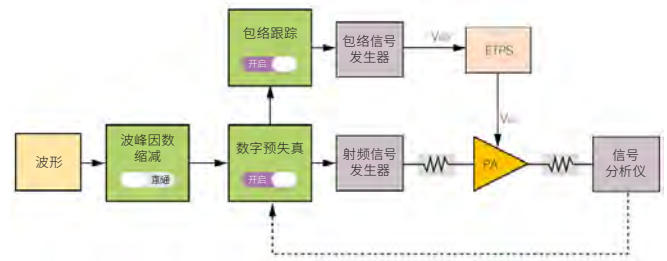 包络跟踪
开启
包络信号
发生器
ETPS
波形
波峰因数
缩减
直通
数字预失真
开启
射频信号
发生器
PA
信号
分析仪